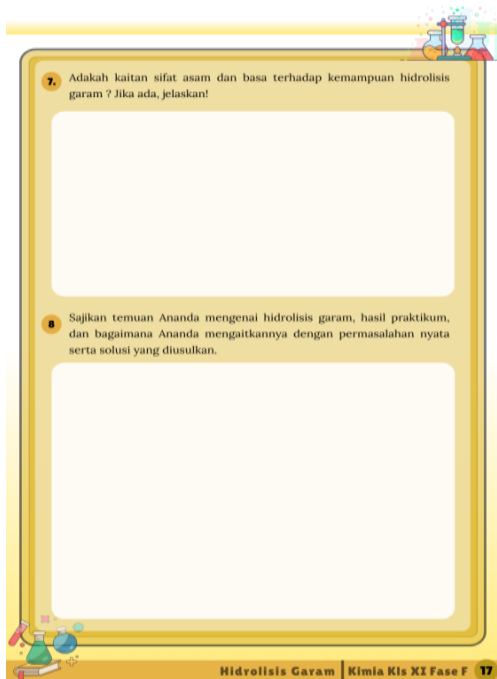 7. Adakah kaitan sifat asam dan basa terhadap kemampuan hidrolisis
garam ? Jika ada, jelaskan!
8 Sajikan temuan Ananda mengenai hidrolisis garam, hasil praktikum,
dan bagaimana Ananda mengaitkannya dengan permasalahan nyata
serta solusi yang diusulkan.
Hidrolisis Garam Kimia Kls XI Fase F 17